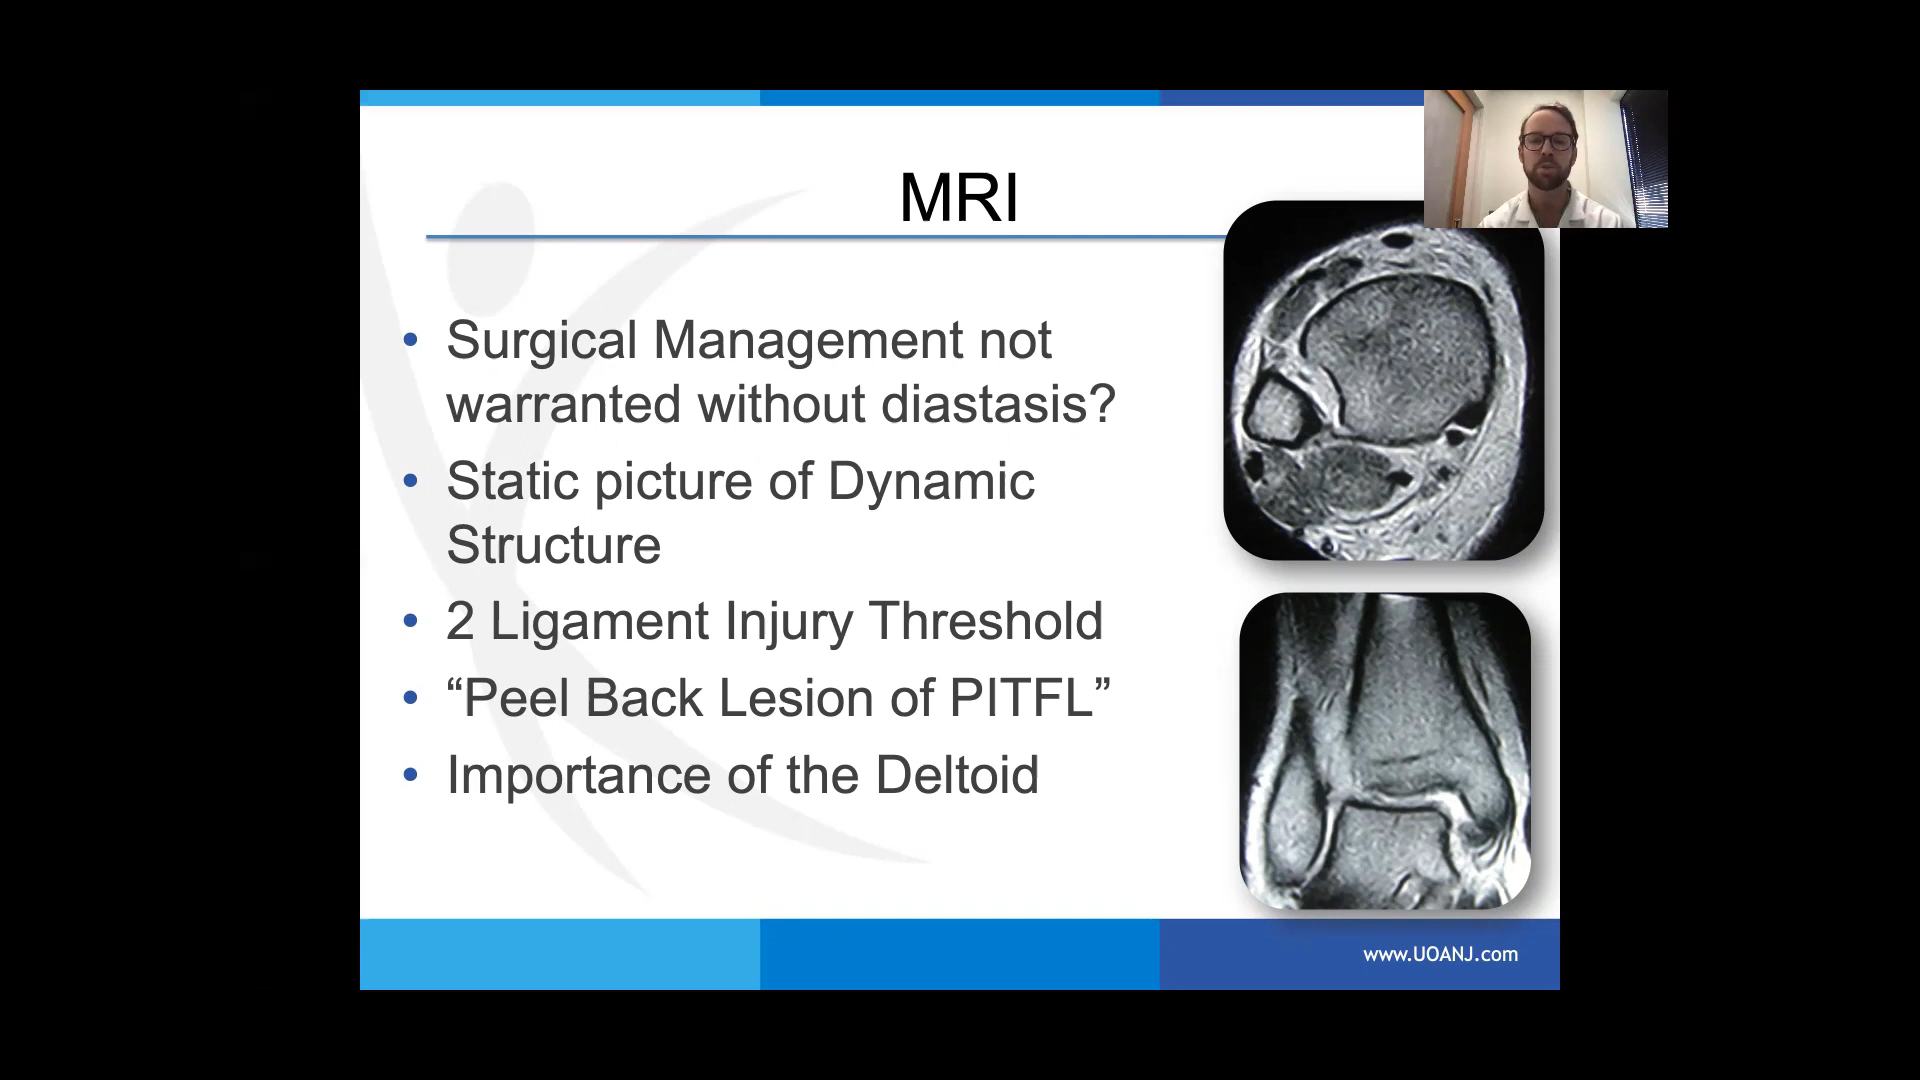 MRI
• Surgical Management not
warranted without diastasis?
• Static picture of Dynamic
Structure
• 2 Ligament Injury Threshold
• “Peel Back Lesion of PITFL”
• Importance of the Deltoid
www.UOANJ.com